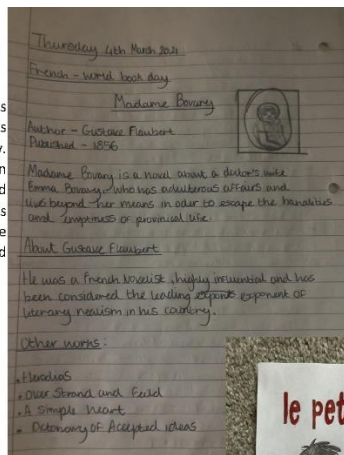 Thursday 4th March 2021
French - world book day
Madame Bovary
Author - Gustave Flaubert
Published - 1856
Madame Bovary is a novel about a doctor's wife
Emma Bovary, who has adulterous affairs and
lives beyond her means in oder to escape the banalities
and emptiness of provincial life.
About Gustave Flaubert
He was a french Novelist, highly influential and has
been considered the leading exponent of
literary realism in his country.
Other works:
• Herodias
• Over Strand and Feild
• A Simple heart
• Dictonary of Accepted ideas
le pet